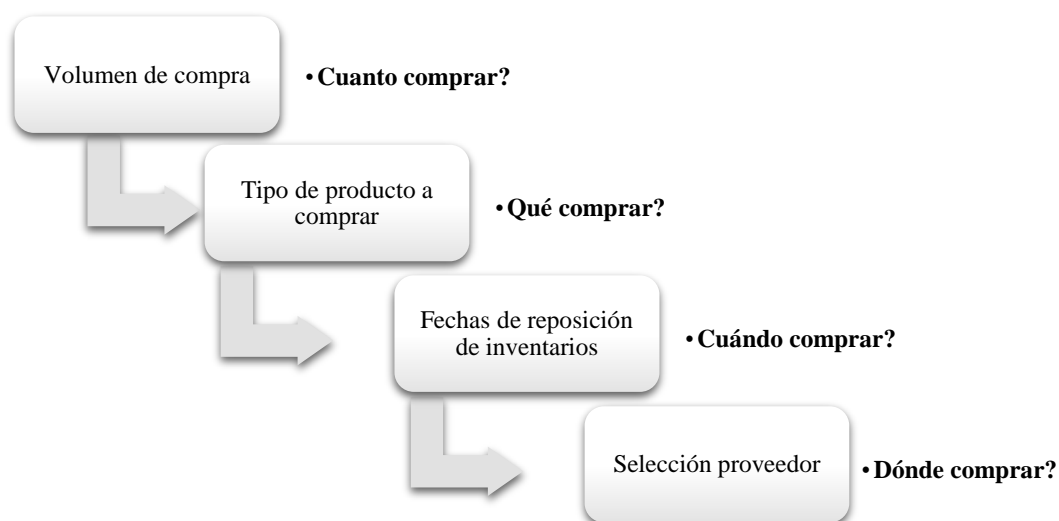 Volumen de compra
• Cuanto comprar?
Tipo de producto a
comprar
• Qué comprar?
Fechas de reposición
de inventarios
• Cuándo comprar?
Selección proveedor
• Dónde comprar?